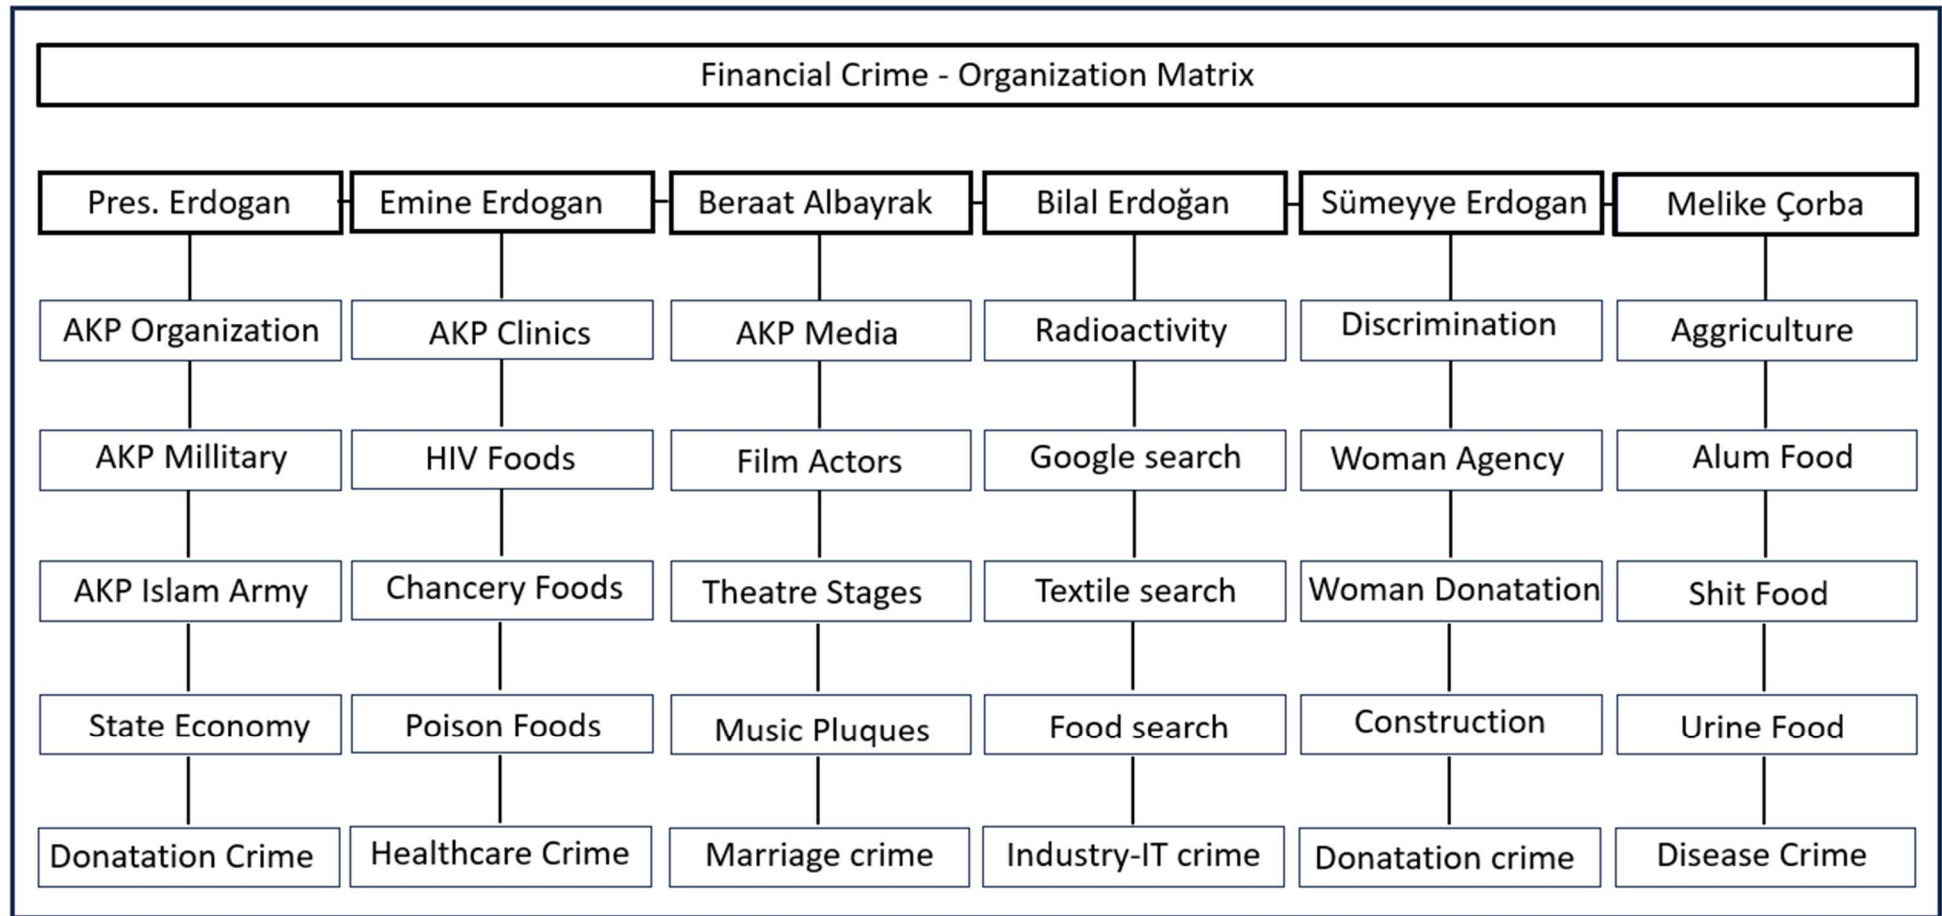 Financial Crime - Organization Matrix
Pres. Erdogan
Emine Erdogan
Beraat Albayrak
Bilal Erdoğan
Sümeyye Erdogan
Melike Çorba
AKP Organization
AKP Clinics
AKP Media
Radioactivity
Discrimination
Aggriculture
AKP Millitary
HIV Foods
Film Actors
Google search
Woman Agency
Alum Food
AKP Islam Army
Chancery Foods
Theatre Stages
Textile search
Woman Donatation
Shit Food
State Economy
Poison Foods
Music Pluques
Food search
Construction
Urine Food
Donatation Crime
Healthcare Crime
Marriage crime
Industry-IT crime
Donatation crime
Disease Crime